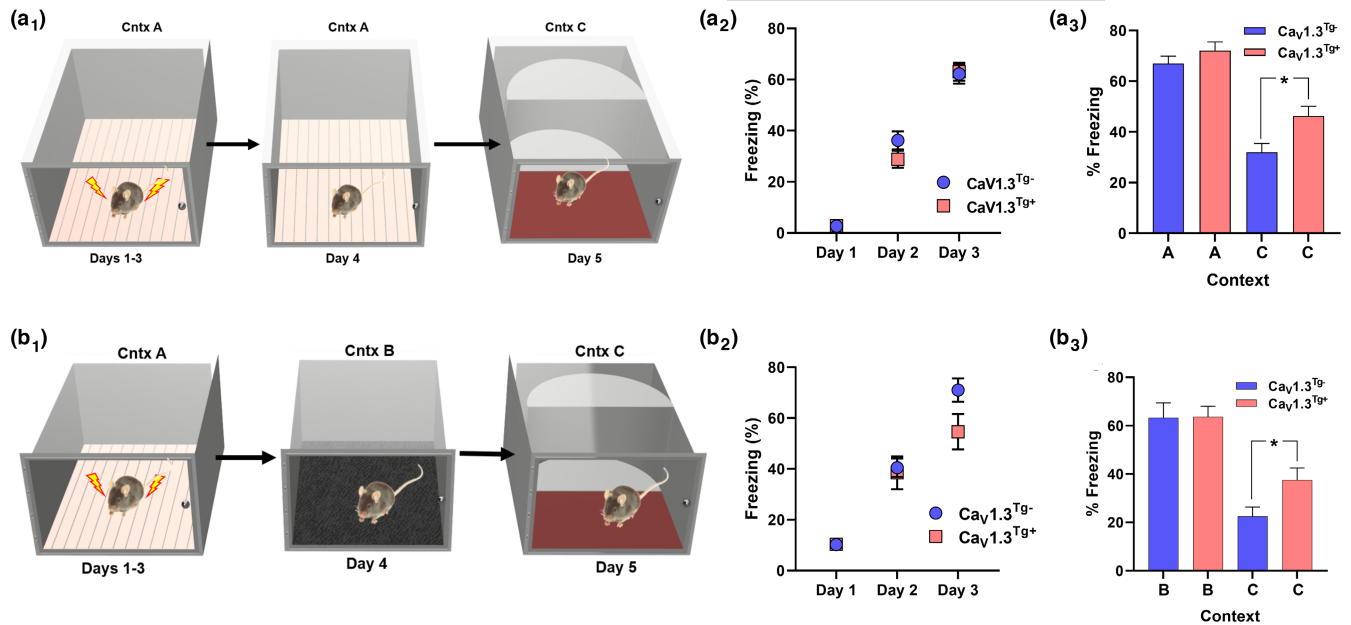 (a1)
Cntx A
Cntx A
Cntx C
Days 1-3
Day 4
Day 5
(a2)
Freezing (%)
80
60
40
20
0
Day 1
Day 2
Day 3
CaV1.3Tg-
CaV1.3Tg+
(a3)
% Freezing
80
60
40
20
0
CaV1.3Tg-
CaV1.3Tg+
*
A
A
C
C
Context
(b1)
Cntx A
Cntx B
Cntx C
Days 1-3
Day 4
Day 5
(b2)
Freezing (%)
80
60
40
20
0
Day 1
Day 2
Day 3
CaV1.3Tg-
CaV1.3Tg+
(b3)
% Freezing
80
60
40
20
0
CaV1.3Tg-
CaV1.3Tg+
*
B
B
C
C
Context